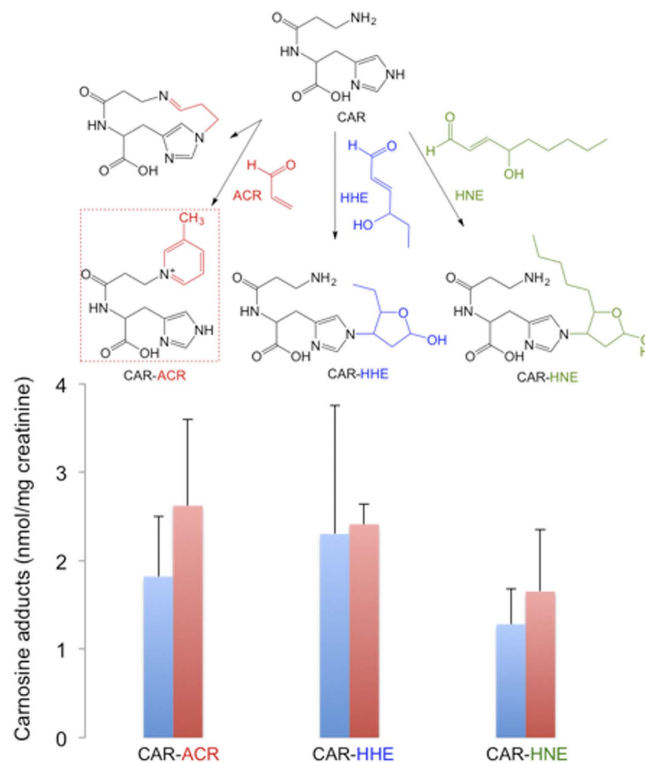 NH2
O
HN
NH
N
OH
O
CAR
N
O
HN
N
N
OH
O
H
O
ACR
H
O
HHE
HO
H
O
OH
HNE
CH3
N+
O
HN
NH
N
OH
O
CAR-ACR
NH2
O
HN
N
N
OH
O
O
OH
CAR-HHE
NH2
O
HN
N
N
OH
O
O
O
H
CAR-HNE
Carnosine adducts (nmol/mg creatinine)
4
3
2
1
0
CAR-ACR CAR-HHE CAR-HNE